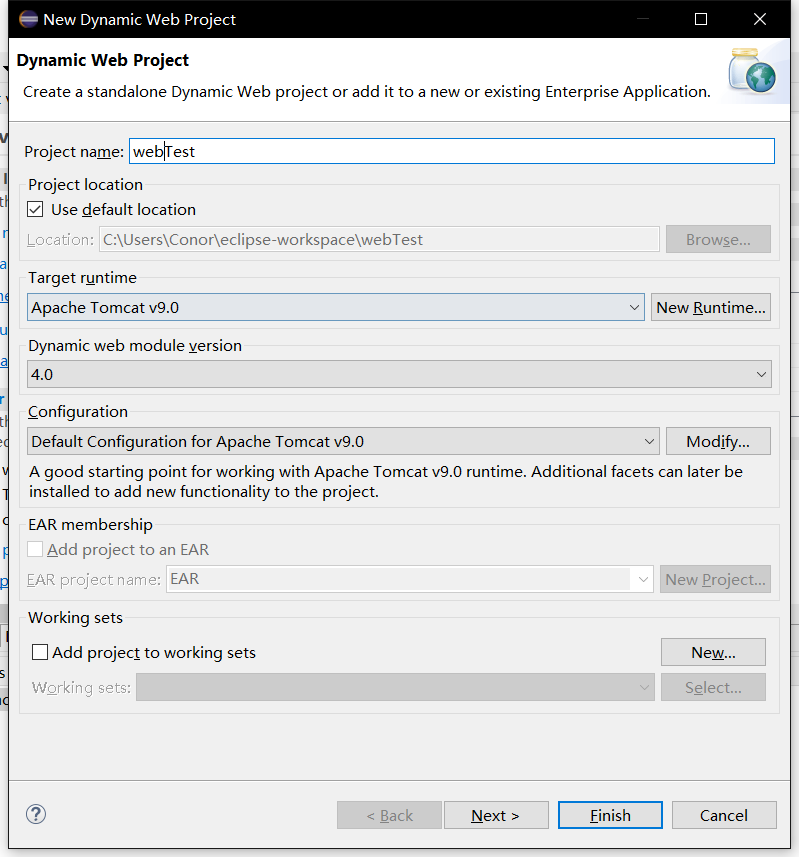 New Dynamic Web Project
Dynamic Web Project
Create a standalone Dynamic Web project or add it to a new or existing Enterprise Application.
Project name: webTest
Project location
Use default location
Location: C:\Users\Conor\eclipse-workspace\webTest Browse...
Target runtime
Apache Tomcat v9.0 New Runtime...
Dynamic web module version
4.0
Configuration
Default Configuration for Apache Tomcat v9.0 Modify...
A good starting point for working with Apache Tomcat v9.0 runtime. Additional facets can later be
installed to add new functionality to the project.
EAR membership
Add project to an EAR
EAR project name: EAR New Project...
Working sets
Add project to working sets New...
Working sets: Select...
? < Back Next > Finish Cancel